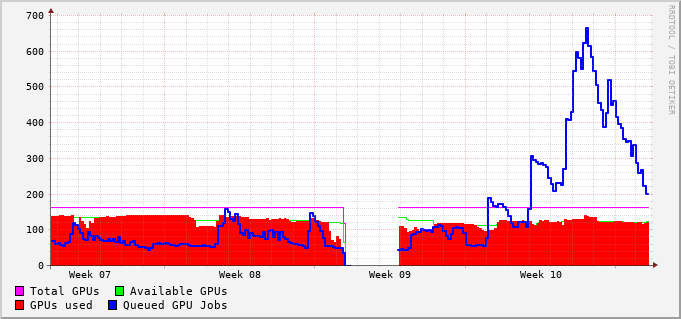 RRDTOOL / TOBI OETIKER
700
600
500
400
300
200
100
0
Week 07 Week 08 Week 09 Week 10
Total GPUs Available GPUs
GPUs used Queued GPU Jobs